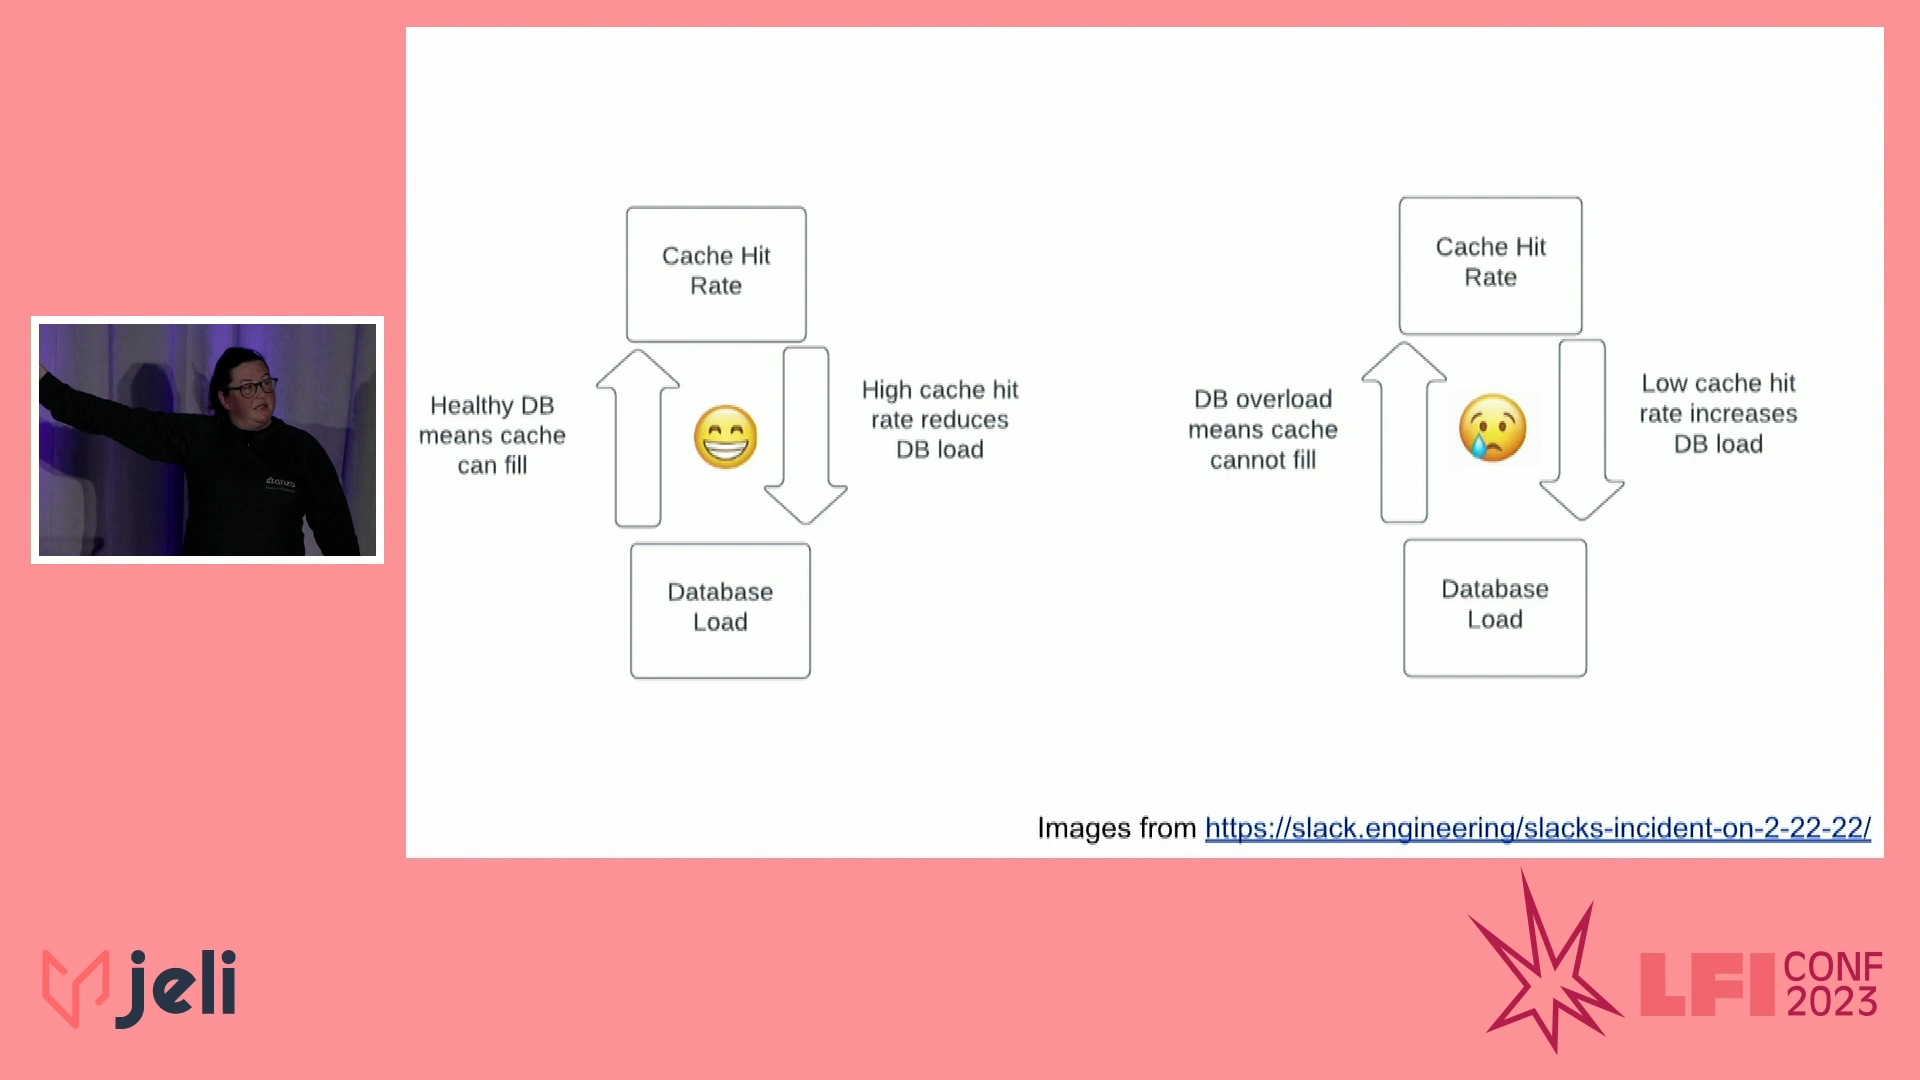 Cache Hit
Rate
Healthy DB
means cache
can fill
High cache hit
rate reduces
DB load
Database
Load
Cache Hit
Rate
DB overload
means cache
cannot fill
Low cache hit
rate increases
DB load
Database
Load
Images from https://slack.engineering/slacks-incident-on-2-22-22/
stanza
jeli
LFI CONF
2023